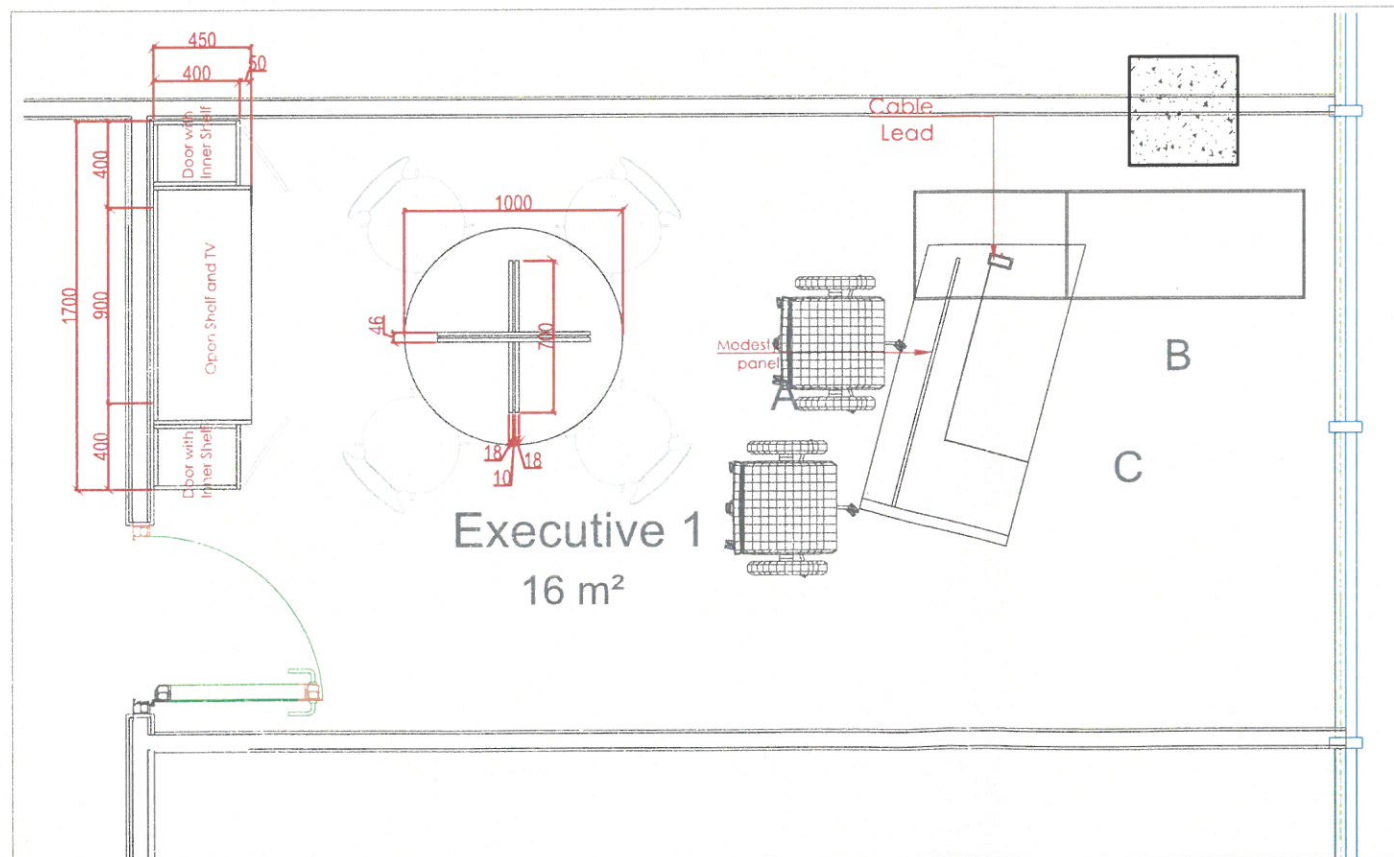 450
400
50
Cable
Lead
Door with
Inner Shelf
400
1000
1700
900
Open Shelf and TV
46
700
Modest
panel
A
B
400
Door with
Inner Shelf
18
18
10
C
Executive 1
16 m²